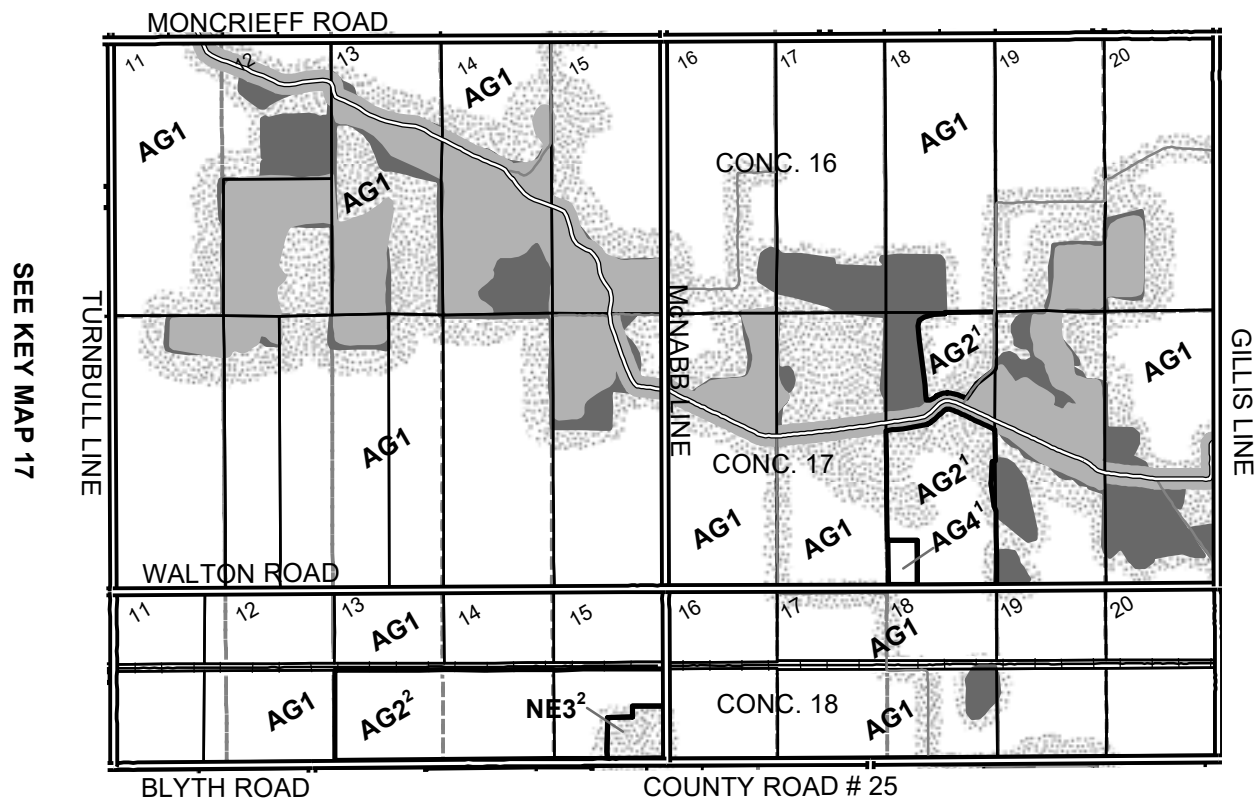 MONCRIEFF ROAD
11
12
13
14
15
16
17
18
19
20
AG1
AG1
AG1
AG1
CONC. 16
SEE KEY MAP 17
TURNBULL LINE
McNABB LINE
GILLIS LINE
AG2¹
AG1
AG1
CONC. 17
AG2¹
AG1
AG1
AG4¹
WALTON ROAD
11
12
13
14
15
16
17
18
19
20
AG1
AG1
AG1
AG2²
NE3²
CONC. 18
AG1
BLYTH ROAD
COUNTY ROAD # 25